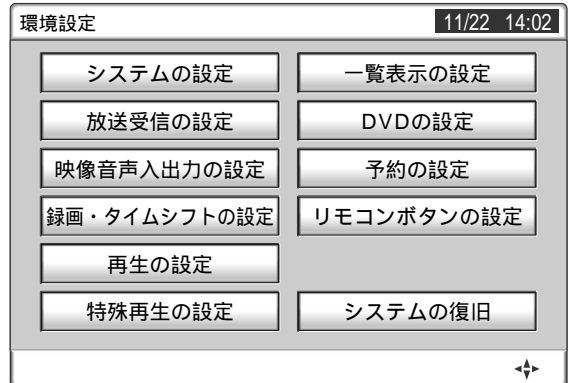 環境設定
11/22 14:02
システムの設定
一覧表示の設定
放送受信の設定
DVDの設定
映像音声入出力の設定
予約の設定
録画・タイムシフトの設定
リモコンボタンの設定
再生の設定
特殊再生の設定
システムの復旧